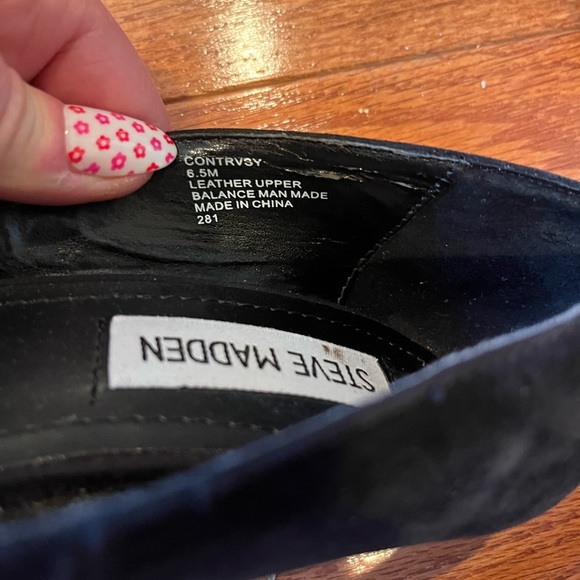 CONTRVSY
6.5M
LEATHER UPPER
BALANCE MAN MADE
MADE IN CHINA
281
STEVE MADDEN